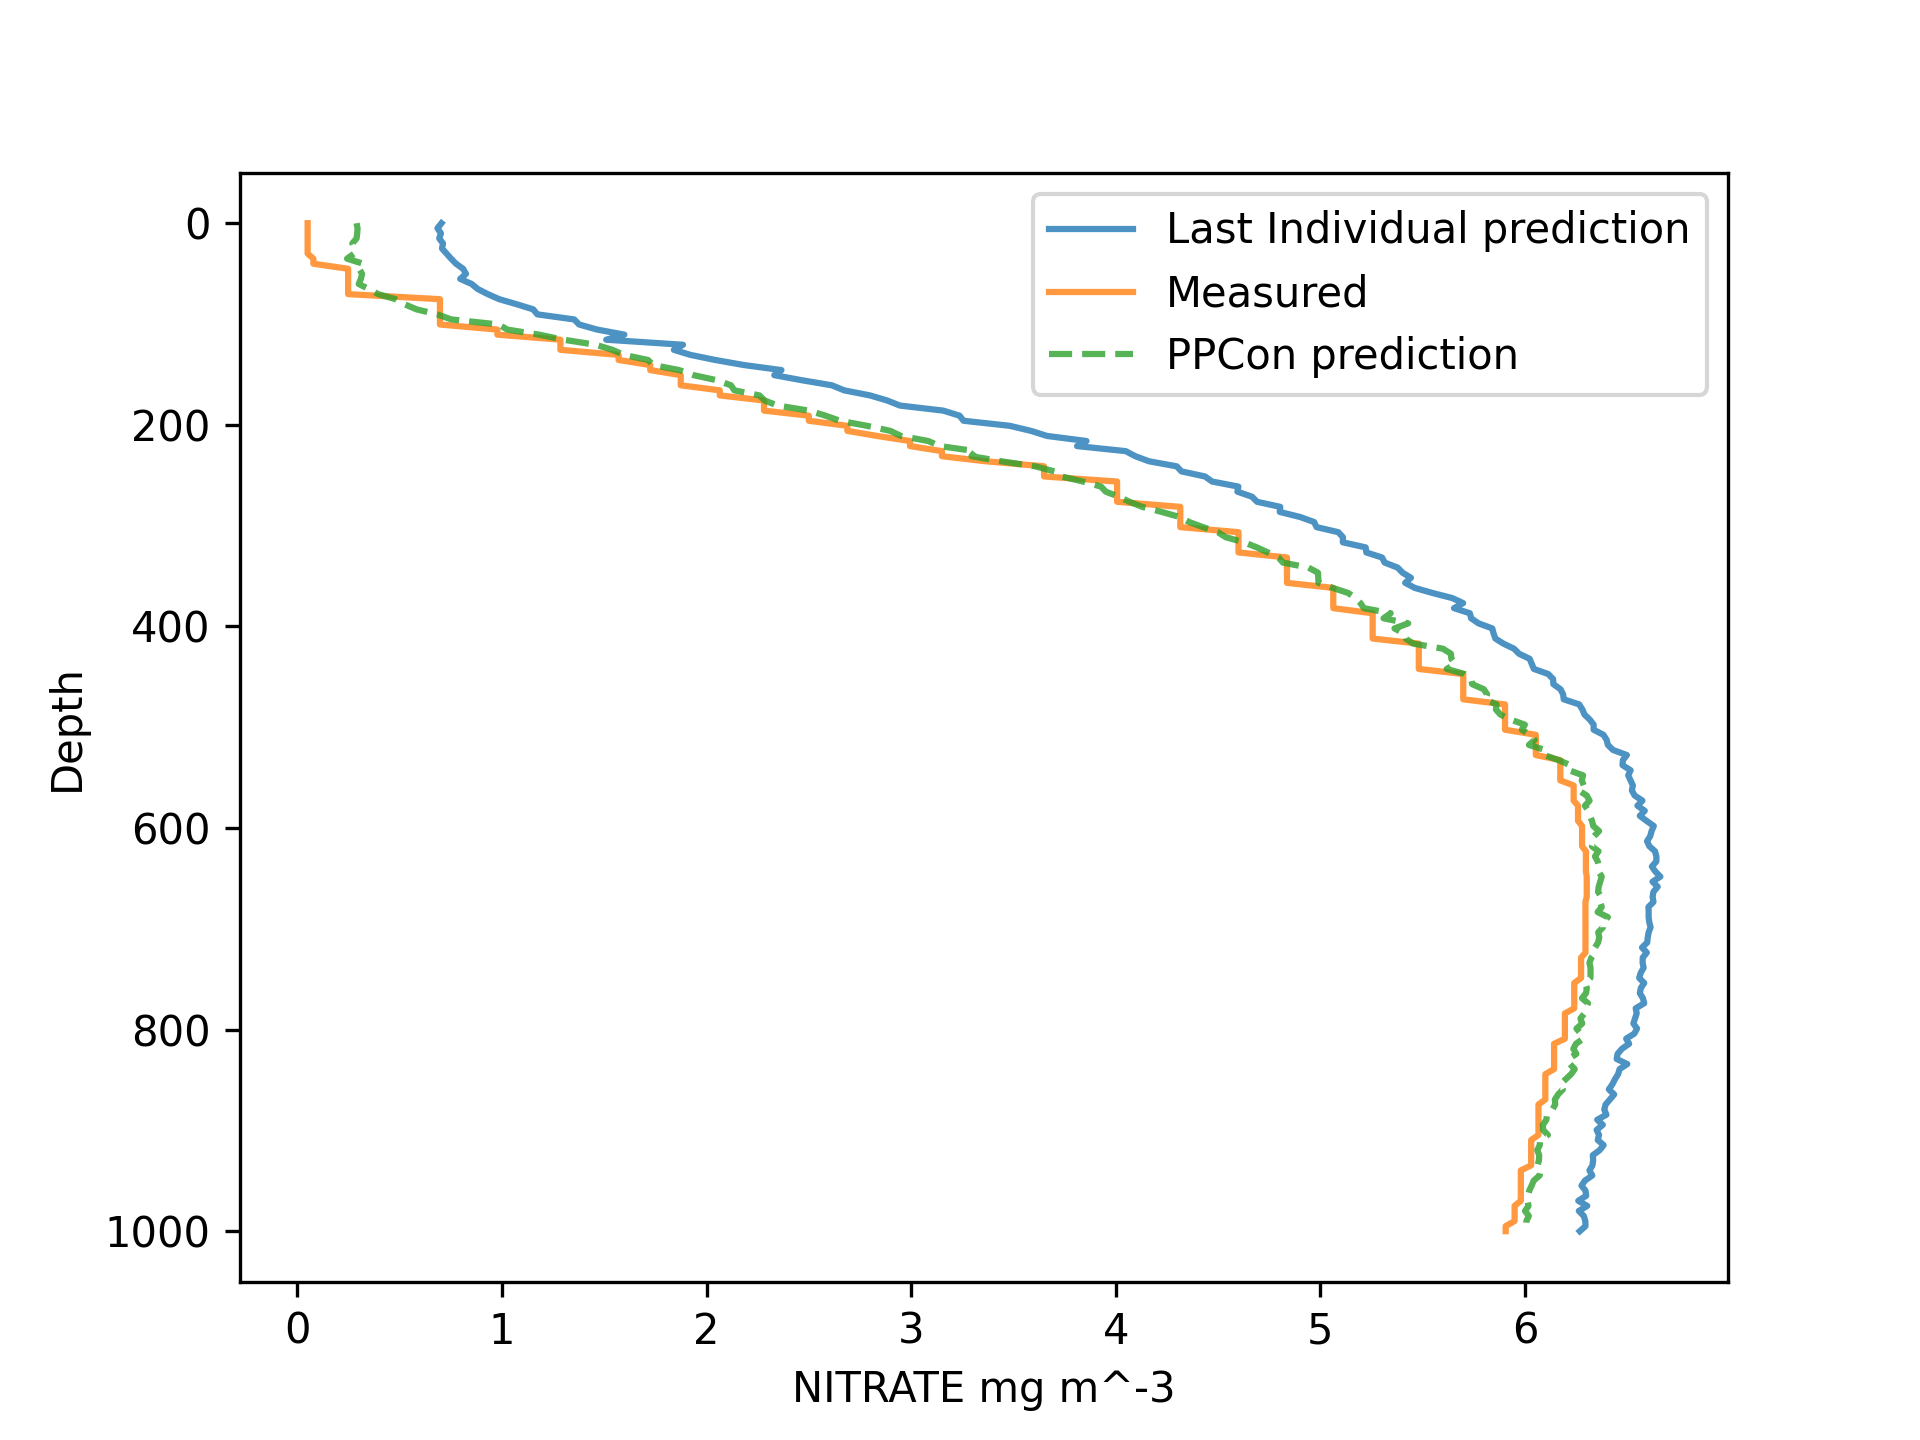 Last Individual prediction
Measured
PPCon prediction
0
200
400
600
800
1000
Depth
0 1 2 3 4 5 6
NITRATE mg m^-3